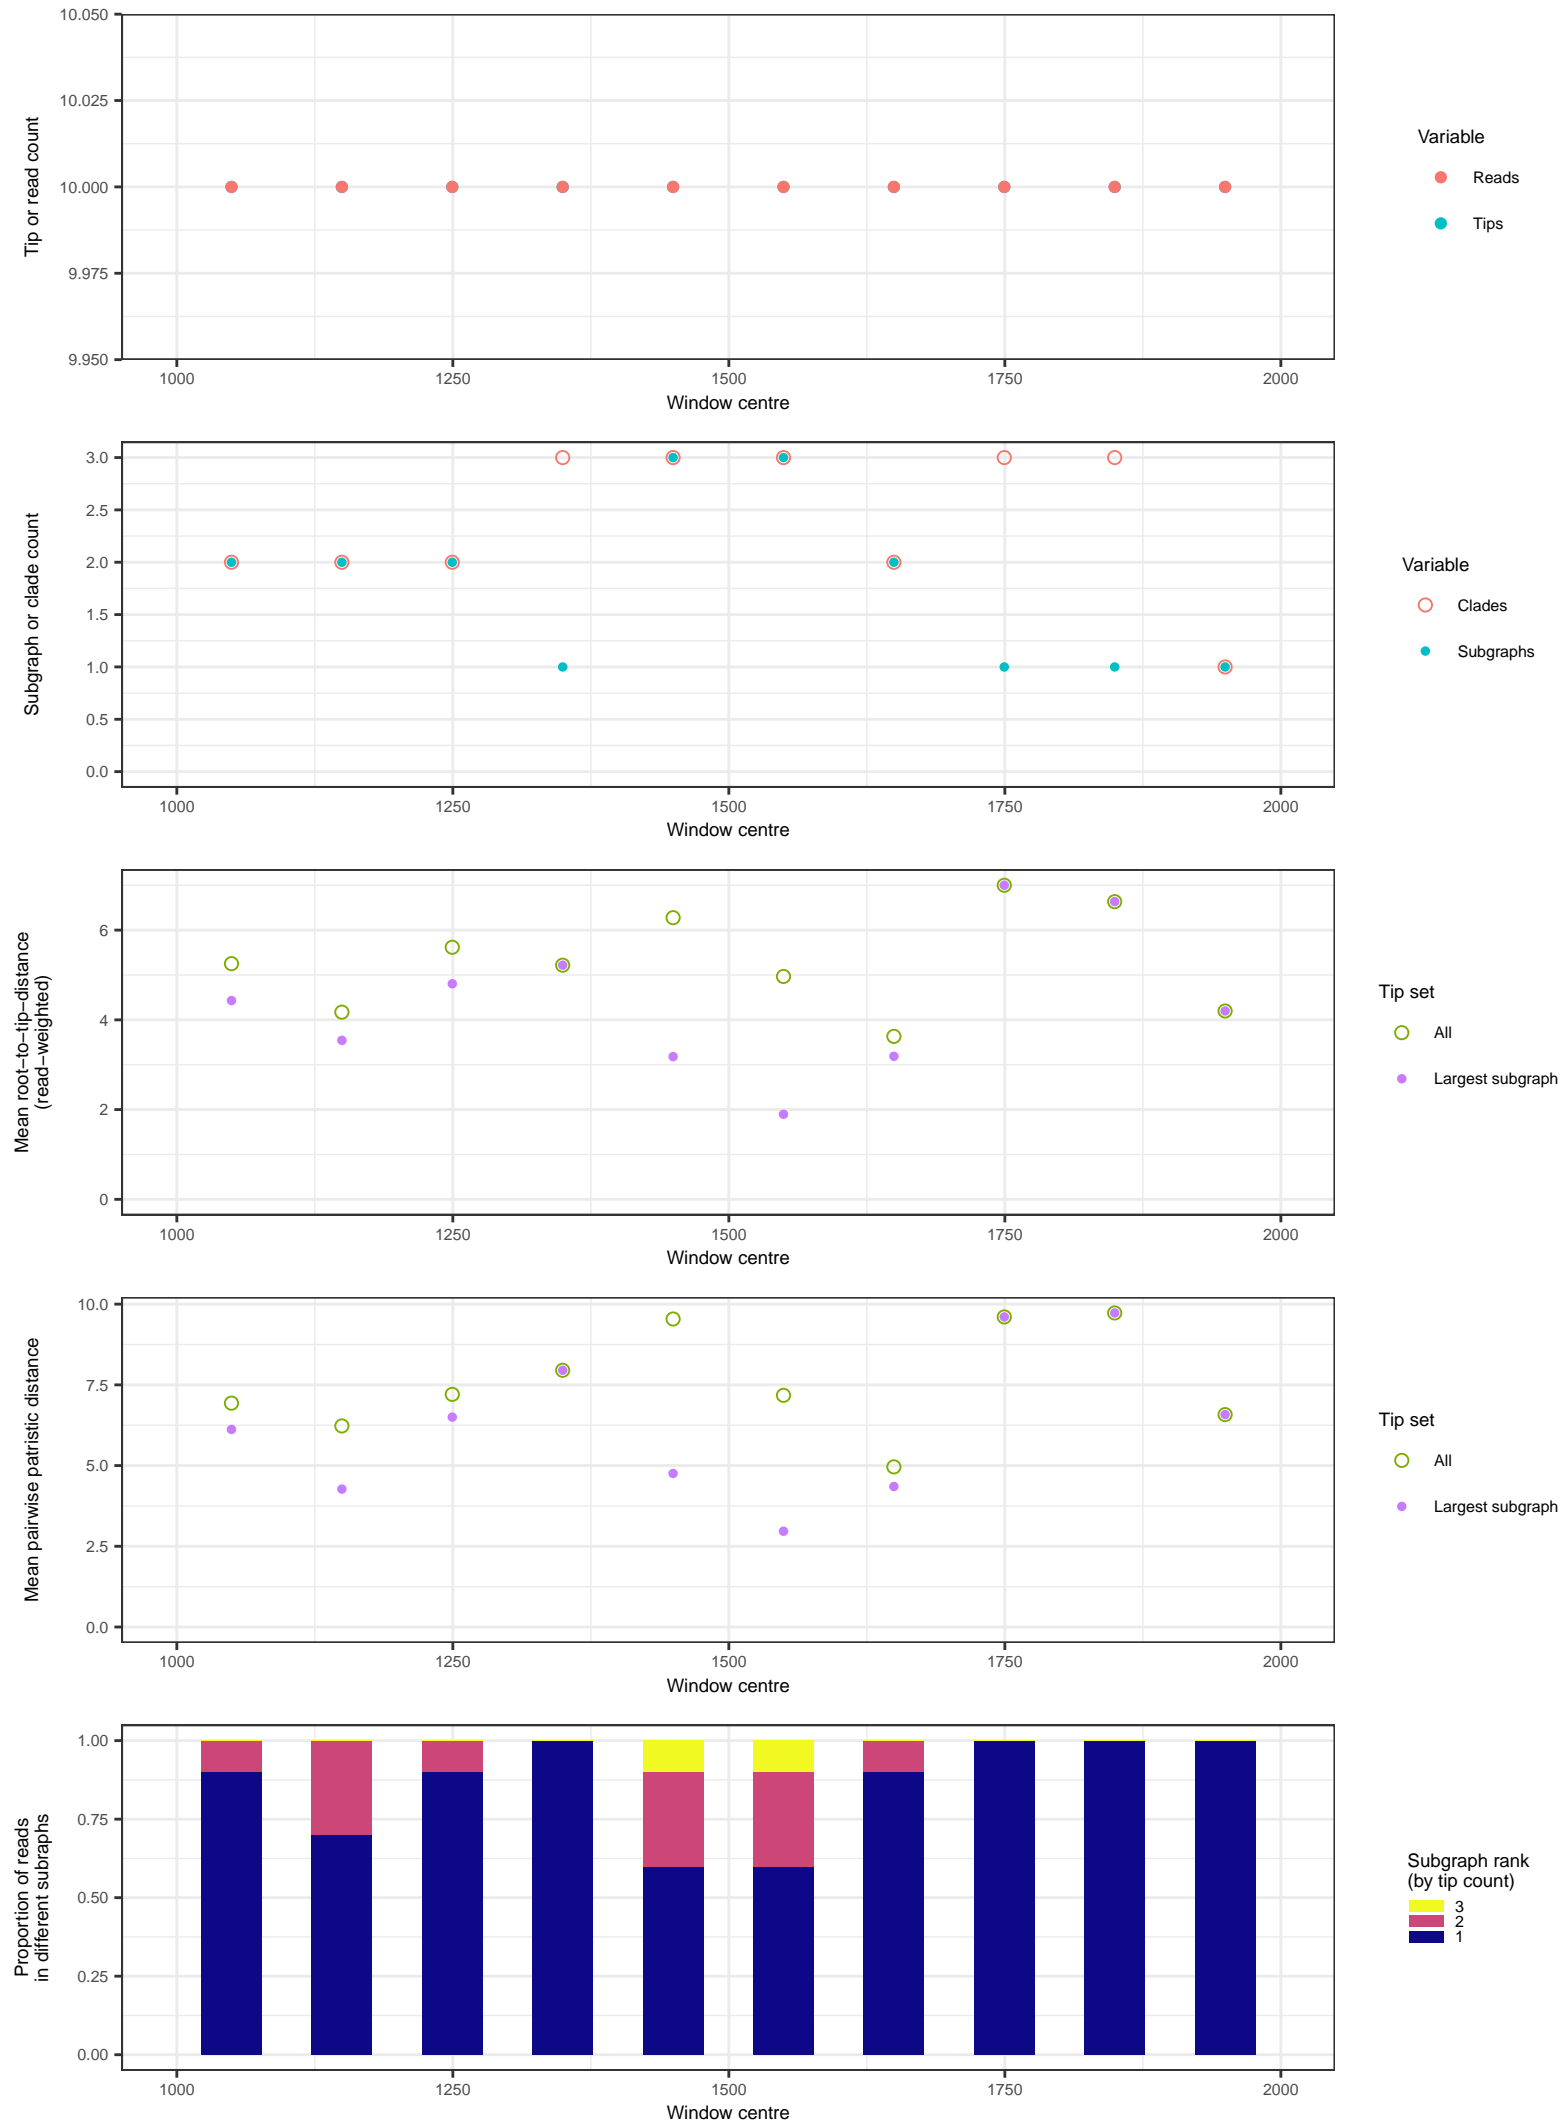 10.050
10.025
10.000
9.975
9.950
Tip or read count
1000 1250 1500 1750 2000
Window centre
Variable
Reads
Tips
3.0
2.5
2.0
1.5
1.0
0.5
0.0
Subgraph or clade count
1000 1250 1500 1750 2000
Window centre
Variable
Clades
Subgraphs
6
4
2
0
Mean root−to−tip−distance
(read−weighted)
1000 1250 1500 1750 2000
Window centre
Tip set
All
Largest subgraph
10.0
7.5
5.0
2.5
0.0
Mean pairwise patristic distance
1000 1250 1500 1750 2000
Window centre
Tip set
All
Largest subgraph
1.00
0.75
0.50
0.25
0.00
Proportion of reads
in different subraphs
1000 1250 1500 1750 2000
Window centre
Subgraph rank
(by tip count)
3
2
1